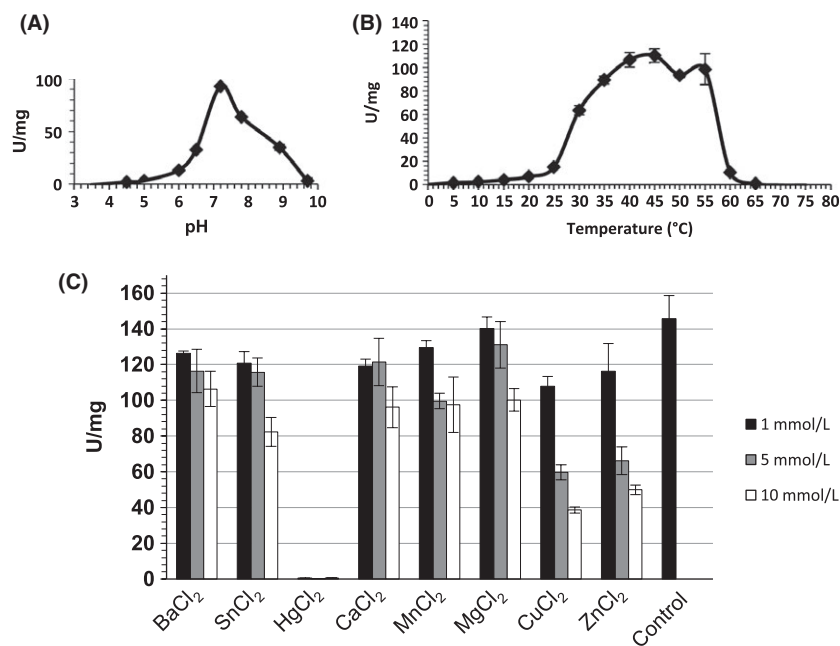 (A)
U/mg
100
50
0
3 4 5 6 7 8 9 10
pH
(B)
U/mg
140
120
100
80
60
40
20
0
0 5 10 15 20 25 30 35 40 45 50 55 60 65 70 75 80
Temperature (°C)
(C)
U/mg
160
140
120
100
80
60
40
20
0
BaCl₂ SnCl₂ HgCl₂ CaCl₂ MnCl₂ MgCl₂ CuCl₂ ZnCl₂ Control
1 mmol/L
5 mmol/L
10 mmol/L